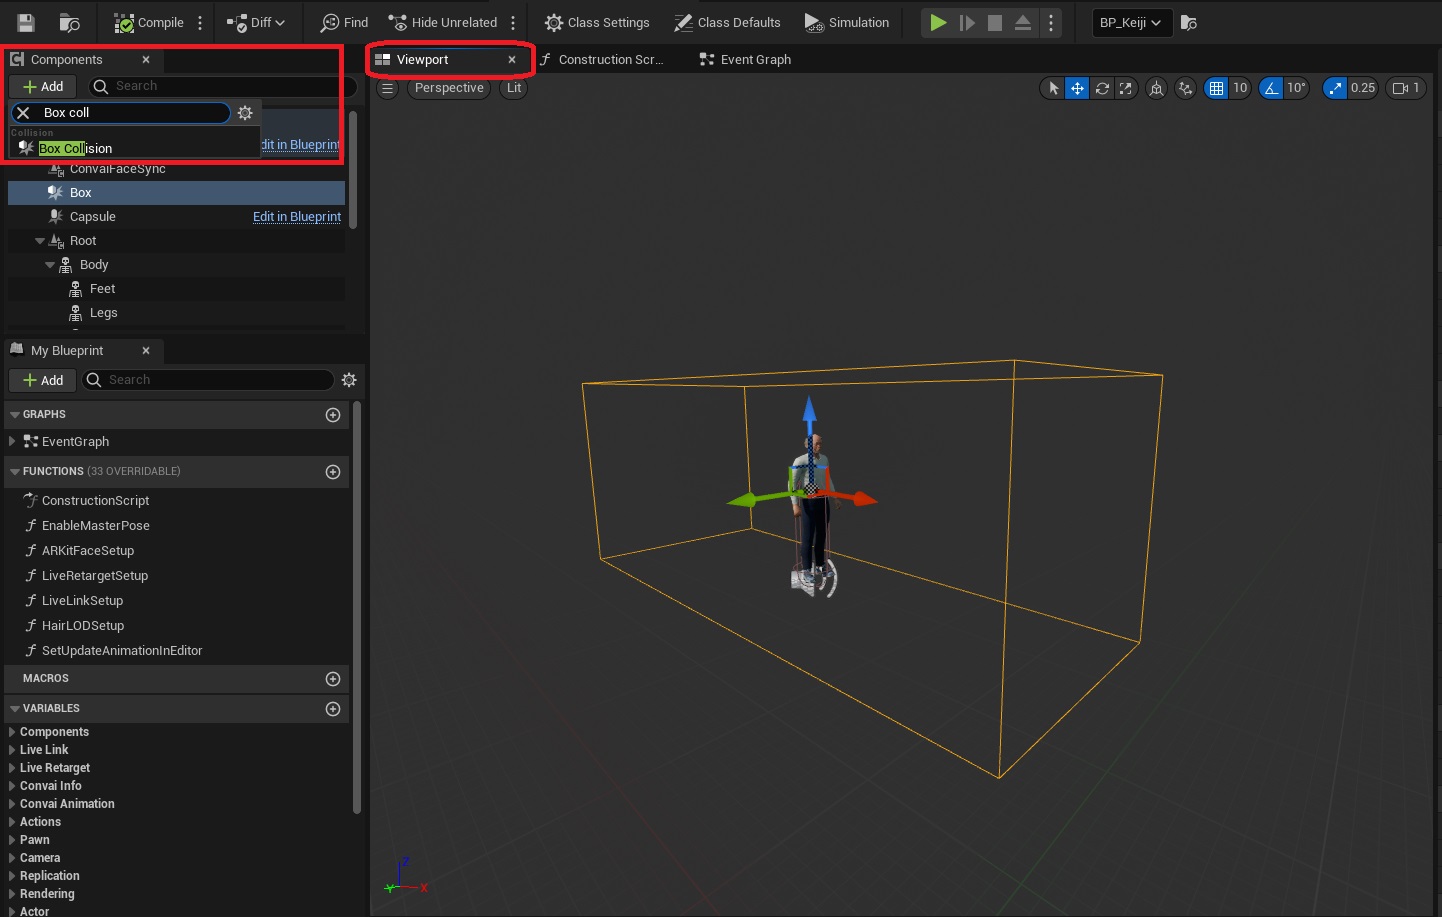 Compile
Diff
Find
Hide Unrelated
Class Settings
Class Defaults
Simulation
BP_Keiji
Components
Viewport
Construction Scr...
Event Graph
Add
Search
Perspective
Lit
10
10°
0.25
1
Box coll
Collision
Box Collision
dit in Blueprint
ConvaiFaceSync
Box
Capsule
Edit in Blueprint
Root
Body
Feet
Legs
My Blueprint
Add
Search
GRAPHS
EventGraph
FUNCTIONS (33 OVERRIDABLE)
ConstructionScript
EnableMasterPose
ARKitFaceSetup
LiveRetargetSetup
LiveLinkSetup
HairLODSetup
SetUpdateAnimationInEditor
MACROS
VARIABLES
Components
Live Link
Live Retarget
Convai Info
Convai Animation
Actions
Pawn
Camera
Replication
Rendering
Actor
Z
Y
X